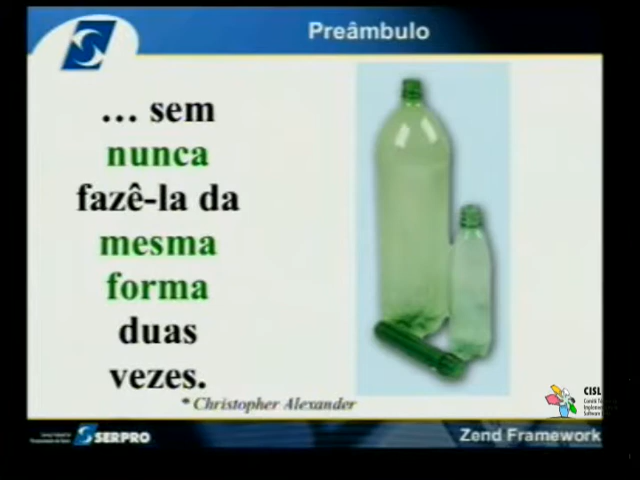 Preâmbulo
... sem
nunca
fazê-la da
mesma
forma
duas
vezes.
* Christopher Alexander
CISL
SERPRO
Zend Framework